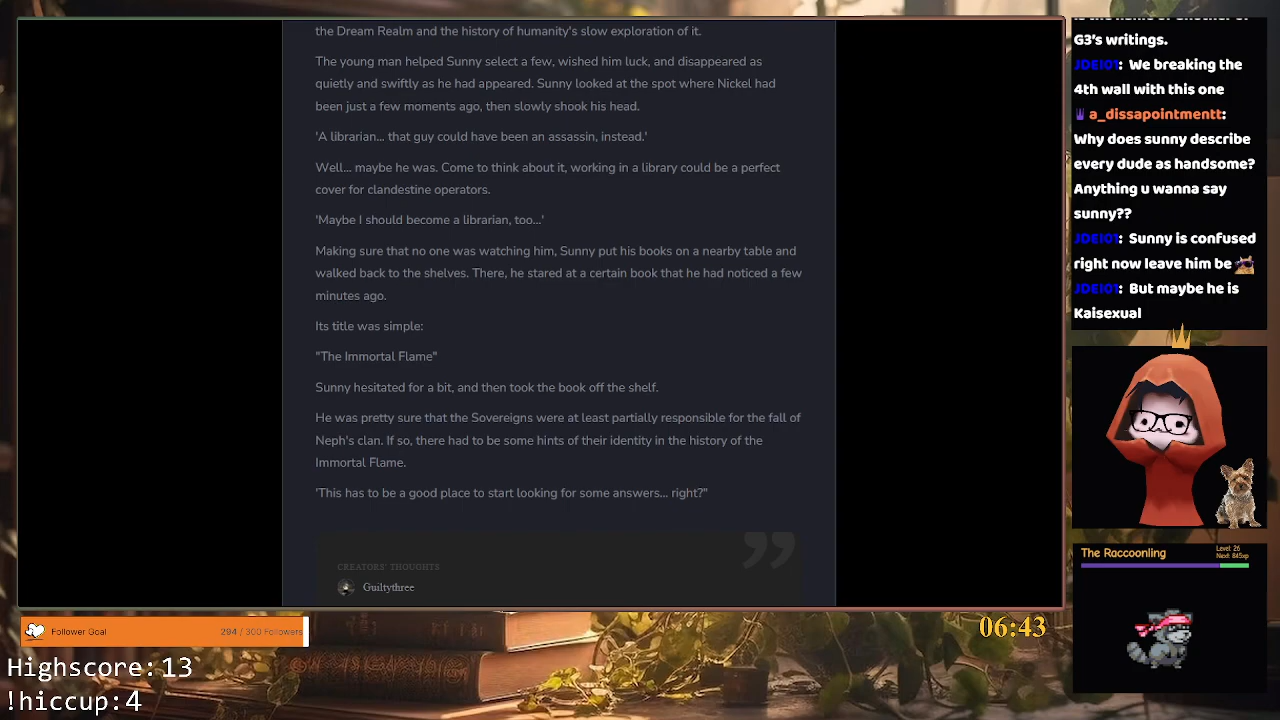 the Dream Realm and the history of humanity's slow exploration of it.
The young man helped Sunny select a few, wished him luck, and disappeared as
quietly and swiftly as he had appeared. Sunny looked at the spot where Nickel had
been just a few moments ago, then slowly shook his head.
'A librarian... that guy could have been an assassin, instead.'
Well... maybe he was. Come to think about it, working in a library could be a perfect
cover for clandestine operators.
'Maybe I should become a librarian, too...'
Making sure that no one was watching him, Sunny put his books on a nearby table and
walked back to the shelves. There, he stared at a certain book that he had noticed a few
minutes ago.
Its title was simple:
"The Immortal Flame"
Sunny hesitated for a bit, and then took the book off the shelf.
He was pretty sure that the Sovereigns were at least partially responsible for the fall of
Neph's clan. If so, there had to be some hints of their identity in the history of the
Immortal Flame.
'This has to be a good place to start looking for some answers... right?"
CREATORS' THOUGHTS
Guiltythree
G3's writings.
JDEI01: We breaking the
4th wall with this one
a_dissapointmentt:
Why does sunny describe
every dude as handsome?
Anything u wanna say
sunny??
JDEI01: Sunny is confused
right now leave him be
JDEI01: But maybe he is
Kaisexual
The Raccoonling
Level: 26
Next: 845xp
Follower Goal
294 / 300 Followers
06:43
Highscore:13
!hiccup:4